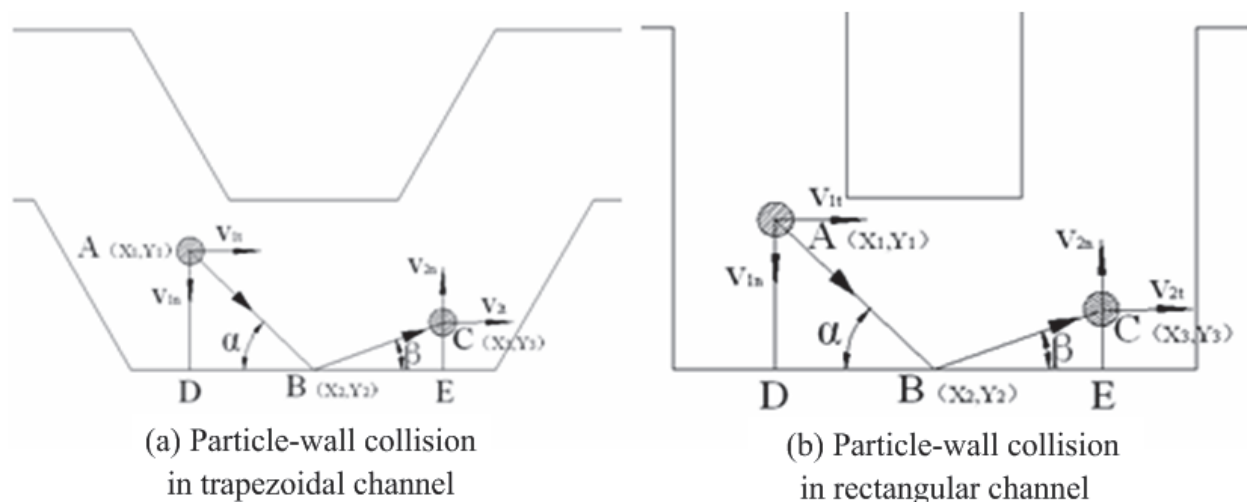 V1t
A (X1,Y1)
V1n
V2n
V2t
α
β
C (X3,Y3)
D
B (X2,Y2)
E
(a) Particle-wall collision
in trapezoidal channel
V1t
A (X1,Y1)
V1n
V2n
V2t
α
β
C (X3,Y3)
D
B (X2,Y2)
E
(b) Particle-wall collision
in rectangular channel